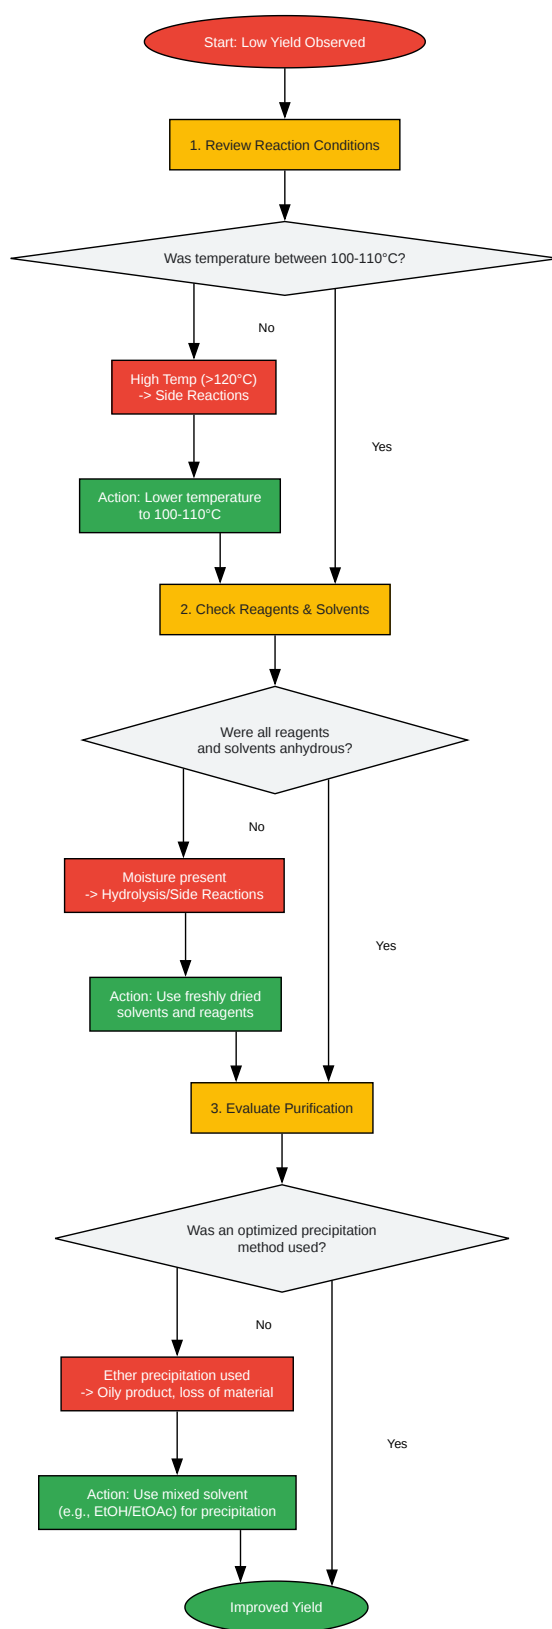 Start: Low Yield Observed
1. Review Reaction Conditions
Was temperature between 100-110°C?
No
High Temp (>120°C)
-> Side Reactions
Yes
Action: Lower temperature
to 100-110°C
2. Check Reagents & Solvents
Were all reagents
and solvents anhydrous?
No
Moisture present
-> Hydrolysis/Side Reactions
Yes
Action: Use freshly dried
solvents and reagents
3. Evaluate Purification
Was an optimized precipitation
method used?
No
Ether precipitation used
-> Oily product, loss of material
Yes
Action: Use mixed solvent
(e.g., EtOH/EtOAc) for precipitation
Improved Yield